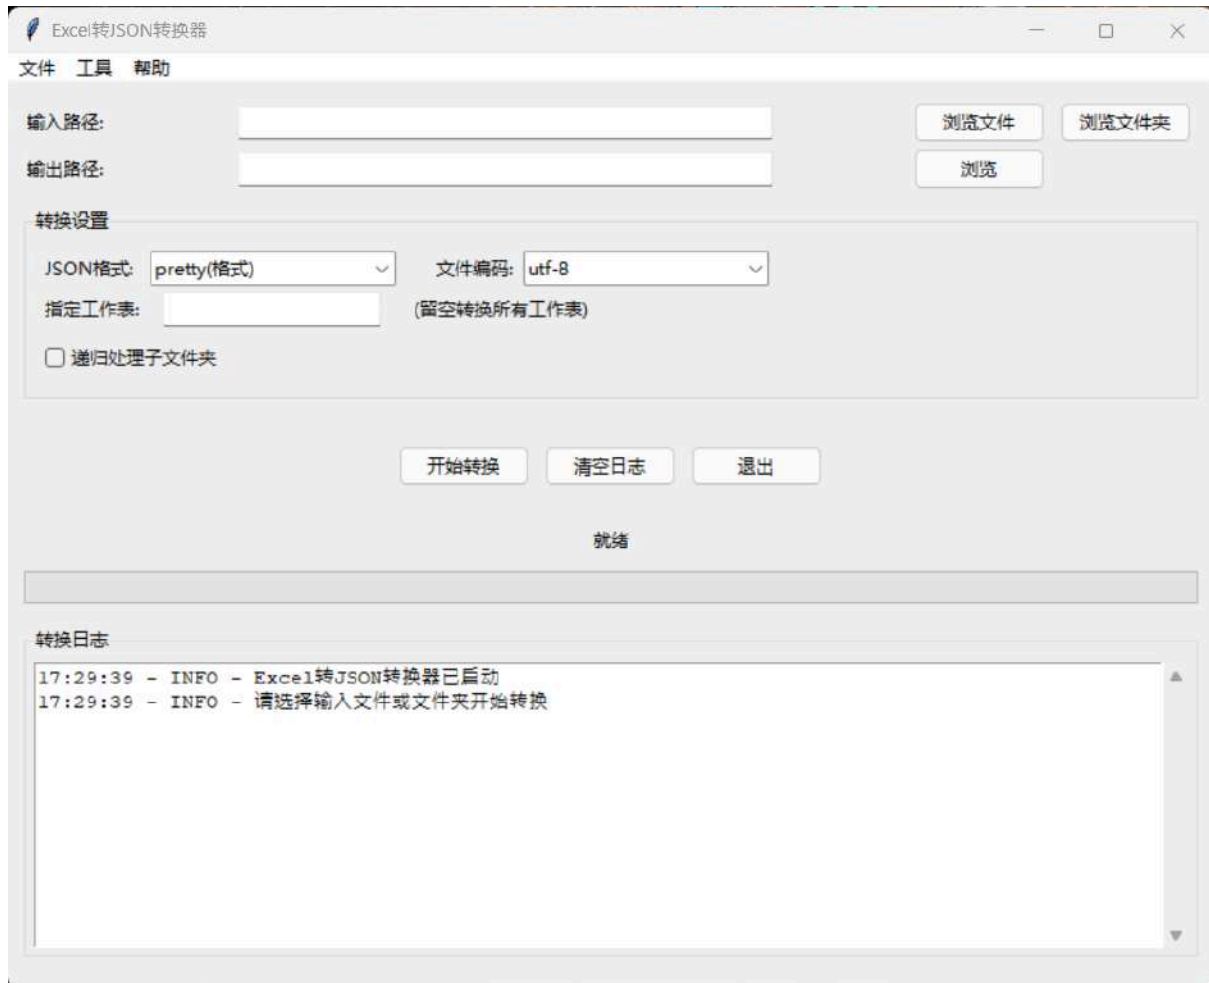 Excel转JSON转换器
文件 工具 帮助
输入路径: 浏览文件 浏览文件夹
输出路径: 浏览
转换设置
JSON格式: pretty(格式) 文件编码: utf-8
指定工作表: (留空转换所有工作表)
递归处理子文件夹
开始转换 清空日志 退出
就绪
转换日志
17:29:39 - INFO - Excel转JSON转换器已启动
17:29:39 - INFO - 请选择输入文件或文件夹开始转换